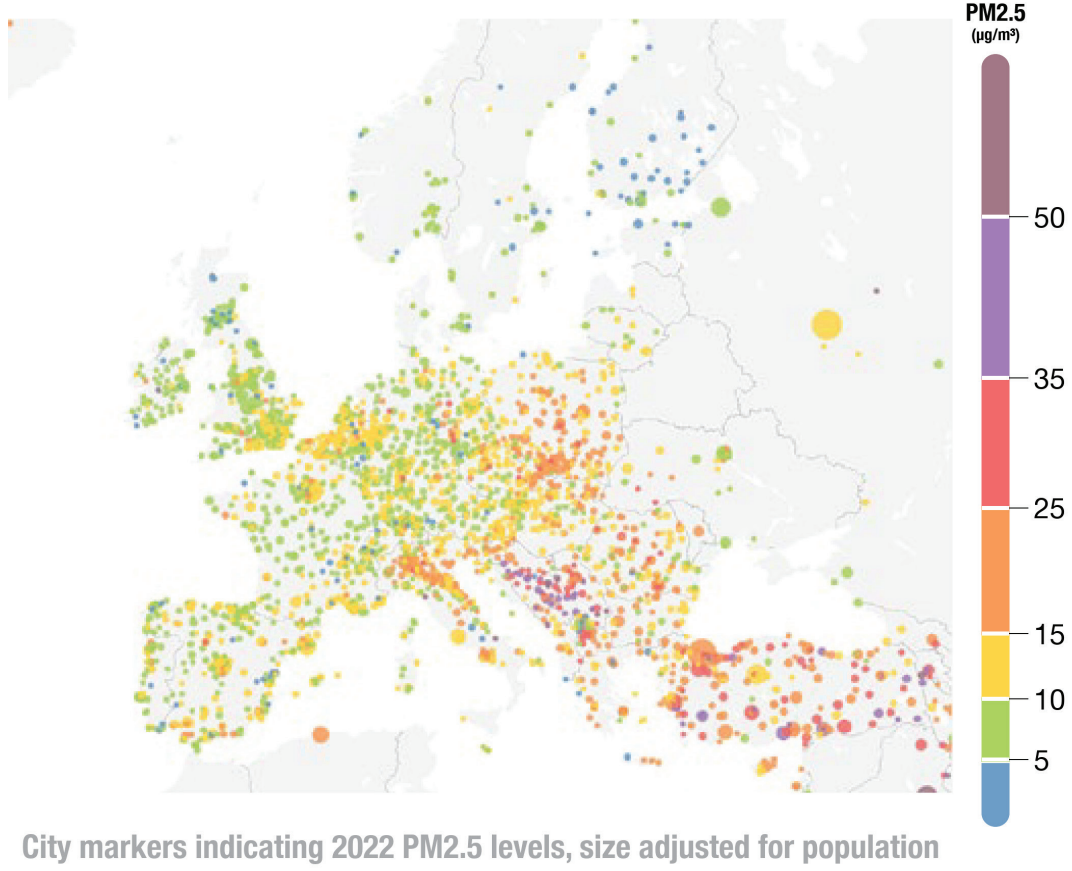 PM2.5
(µg/m³)
50
35
25
15
10
5
City markers indicating 2022 PM2.5 levels, size adjusted for population